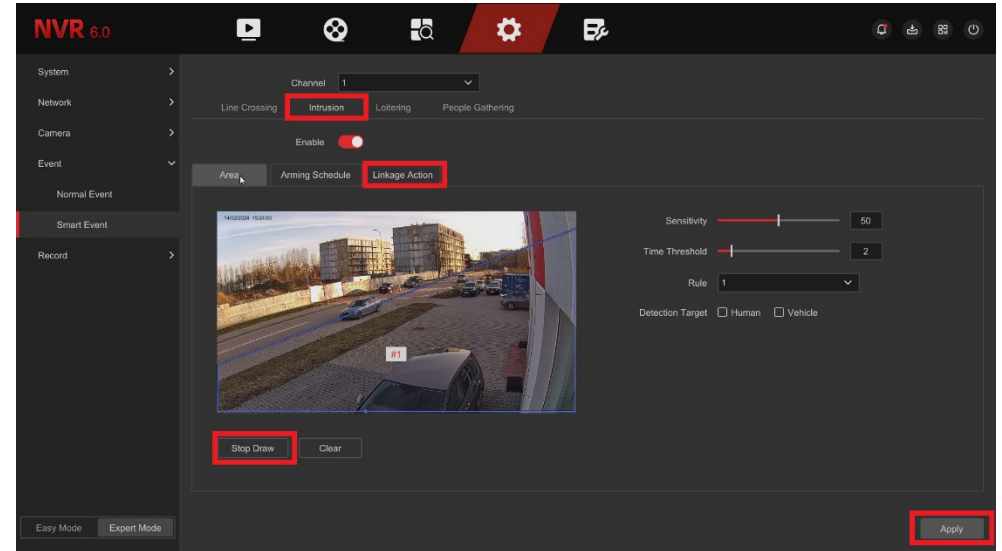 NVR 6.0
System
Network
Camera
Event
Normal Event
Smart Event
Record
Easy Mode Expert Mode
Channel 1
Line Crossing Intrusion Loitering People Gathering
Enable
Area Arming Schedule Linkage Action
#1
Stop Draw Clear
Sensitivity 50
Time Threshold 2
Rule 1
Detection Target Human Vehicle
Apply